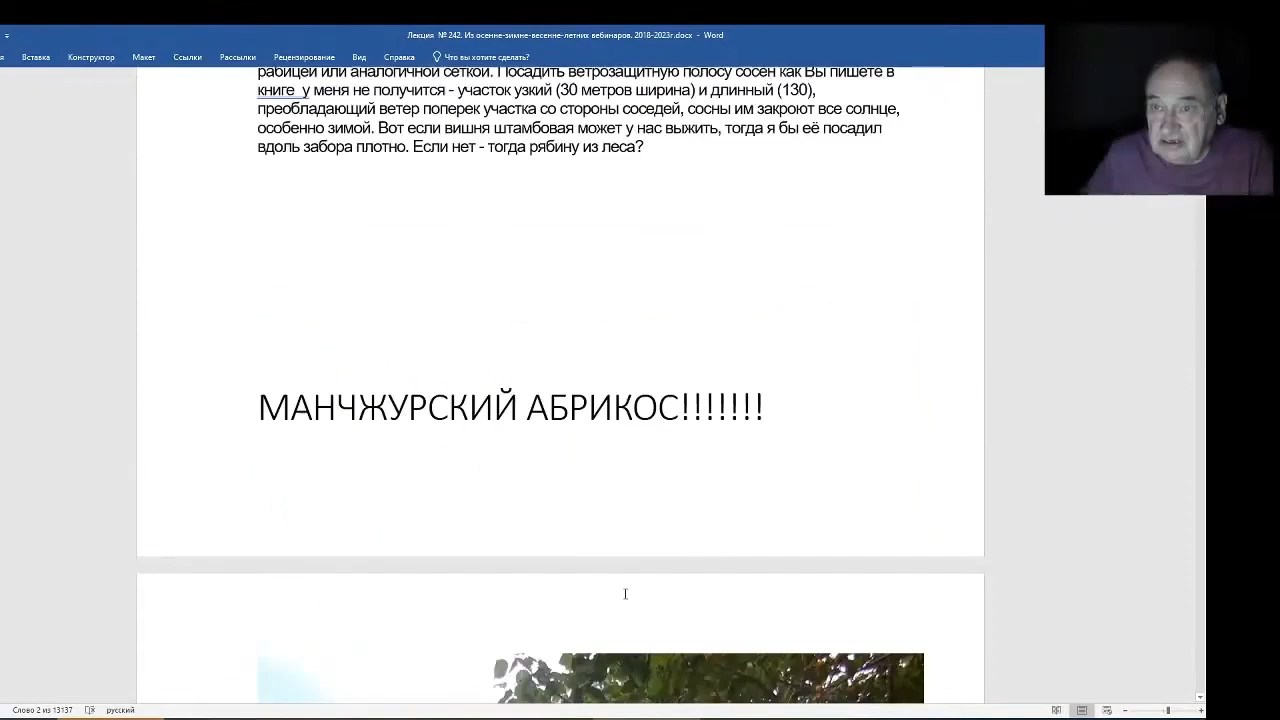 Лекция № 242. Из осенне-зимне-весенне-летних вебинаров. 2018-2023г.docx - Word
я Вставка Конструктор Макет Ссылки Рассылки Рецензирование Вид Справка Что вы хотите сделать?
рабицей или аналогичной сеткой. Посадить ветрозащитную полосу сосен как Вы пишете в
книге у меня не получится - участок узкий (30 метров ширина) и длинный (130),
преобладающий ветер поперек участка со стороны соседей, сосны им закроют все солнце,
особенно зимой. Вот если вишня штамбовая может у нас выжить, тогда я бы её посадил
вдоль забора плотно. Если нет - тогда рябину из леса?
МАНЧЖУРСКИЙ АБРИКОС!!!!!!!
Слово 2 из 13137 русский